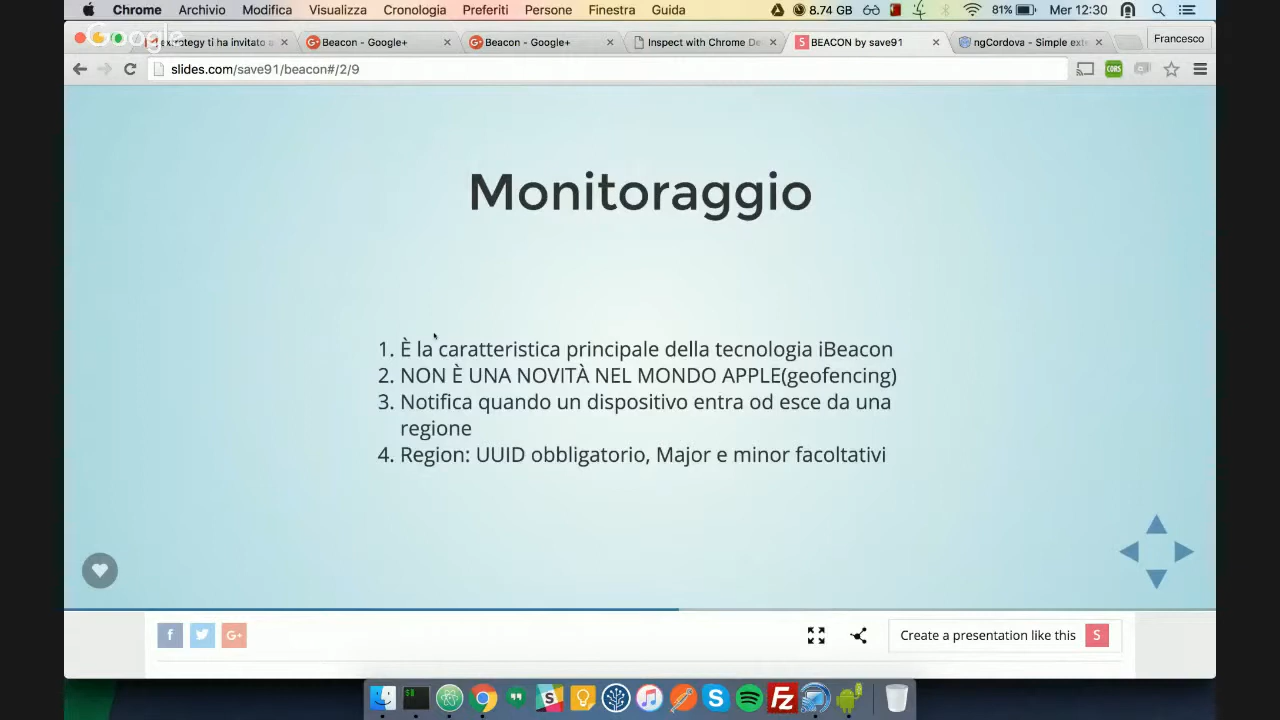 Chrome Archivio Modifica Visualizza Cronologia Preferiti Persone Finestra Guida 8.74 GB 81% Mer 12:30
Google
strategy ti ha invitato a
Beacon - Google+
Beacon - Google+
Inspect with Chrome De
BEACON by save91
ngCordova - Simple exte
Francesco
slides.com/save91/beacon#/2/9
CORS
Monitoraggio
1. È la caratteristica principale della tecnologia iBeacon
2. NON È UNA NOVITÀ NEL MONDO APPLE(geofencing)
3. Notifica quando un dispositivo entra od esce da una
regione
4. Region: UUID obbligatorio, Major e minor facoltativi
Create a presentation like this S